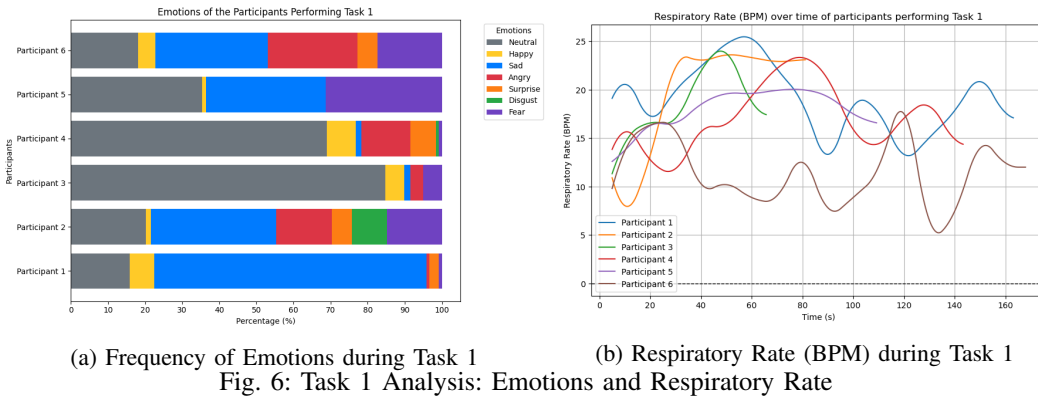 Emotions of the Participants Performing Task 1
Participants
Participant 6
Participant 5
Participant 4
Participant 3
Participant 2
Participant 1
0 10 20 30 40 50 60 70 80 90 100
Percentage (%)
Emotions
Neutral
Happy
Sad
Angry
Surprise
Disgust
Fear
Respiratory Rate (BPM) over time of participants performing Task 1
Respiratory Rate (BPM)
25
20
15
10
5
0
Participant 1
Participant 2
Participant 3
Participant 4
Participant 5
Participant 6
0 20 40 60 80 100 120 140 160
Time (s)
(a) Frequency of Emotions during Task 1
(b) Respiratory Rate (BPM) during Task 1
Fig. 6: Task 1 Analysis: Emotions and Respiratory Rate